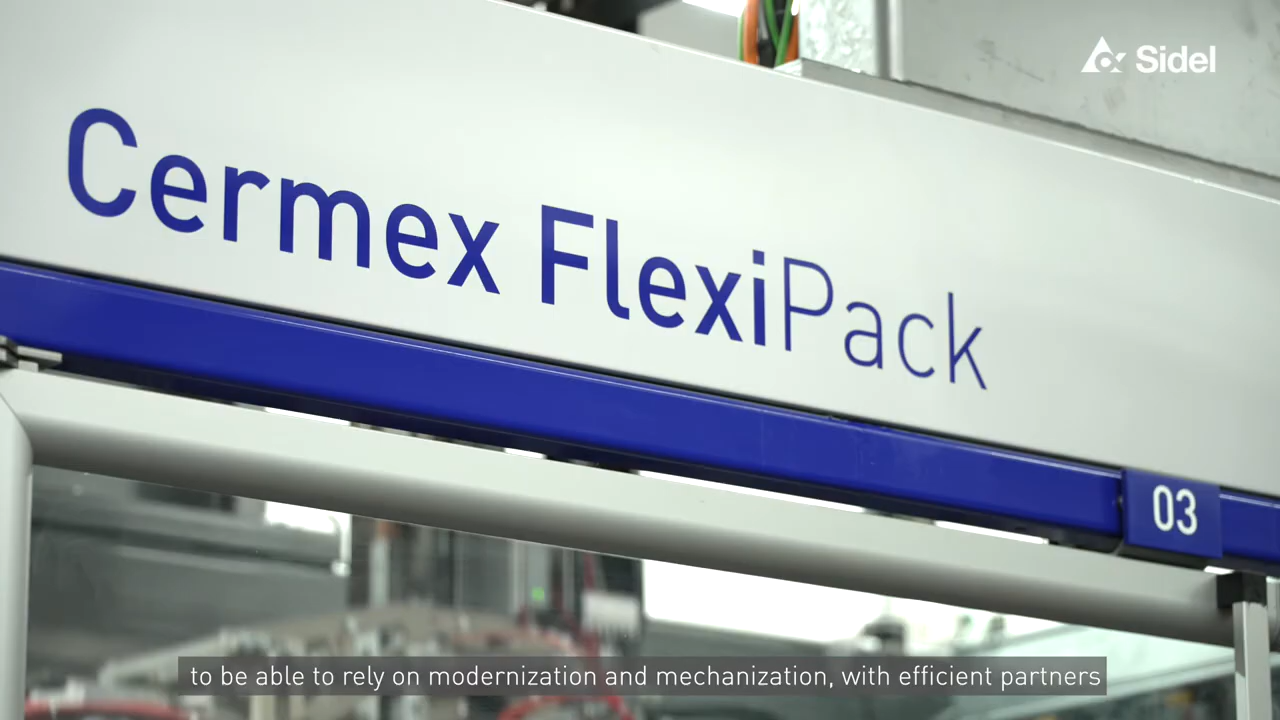 Sidel
Cermex FlexiPack
03
to be able to rely on modernization and mechanization, with efficient partners